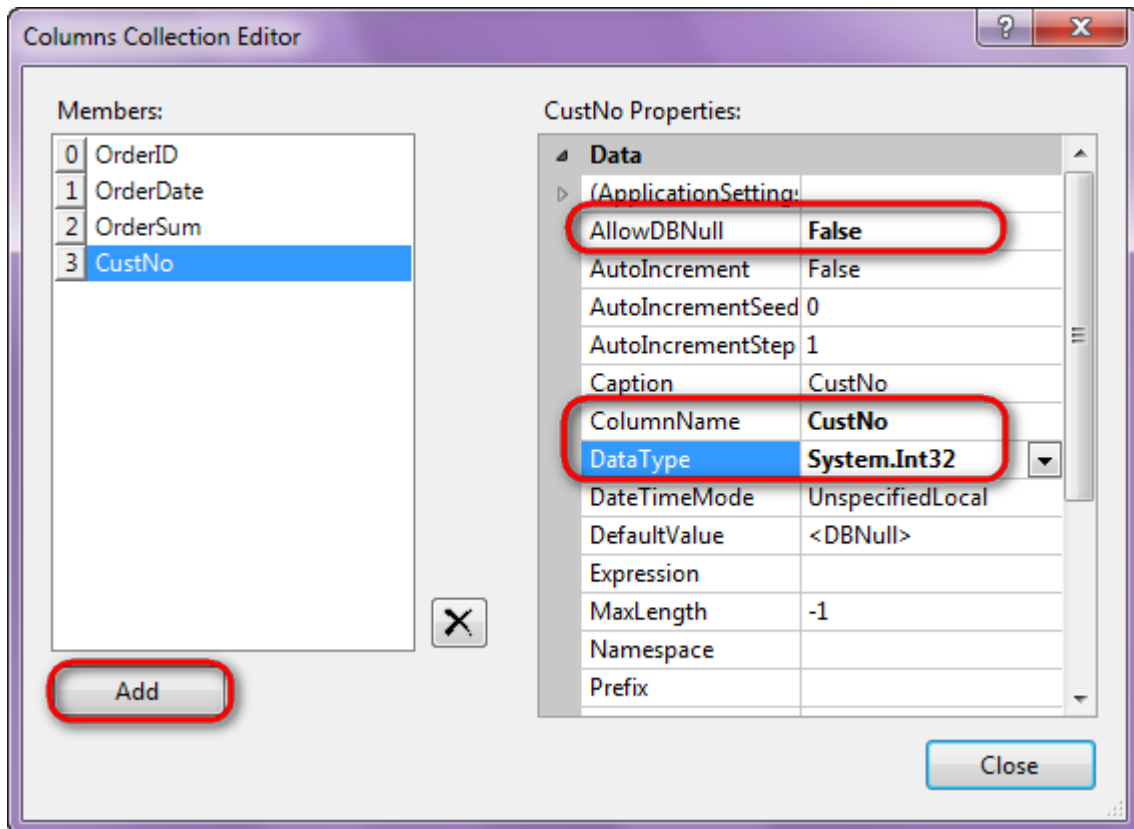 Columns Collection Editor
?
Members:
0 OrderID
1 OrderDate
2 OrderSum
3 CustNo
Add
CustNo Properties:
Data
(ApplicationSettings
AllowDBNull False
AutoIncrement False
AutoIncrementSeed 0
AutoIncrementStep 1
Caption CustNo
ColumnName CustNo
DataType System.Int32
DateTimeMode UnspecifiedLocal
DefaultValue <DBNull>
Expression
MaxLength -1
Namespace
Prefix
Close